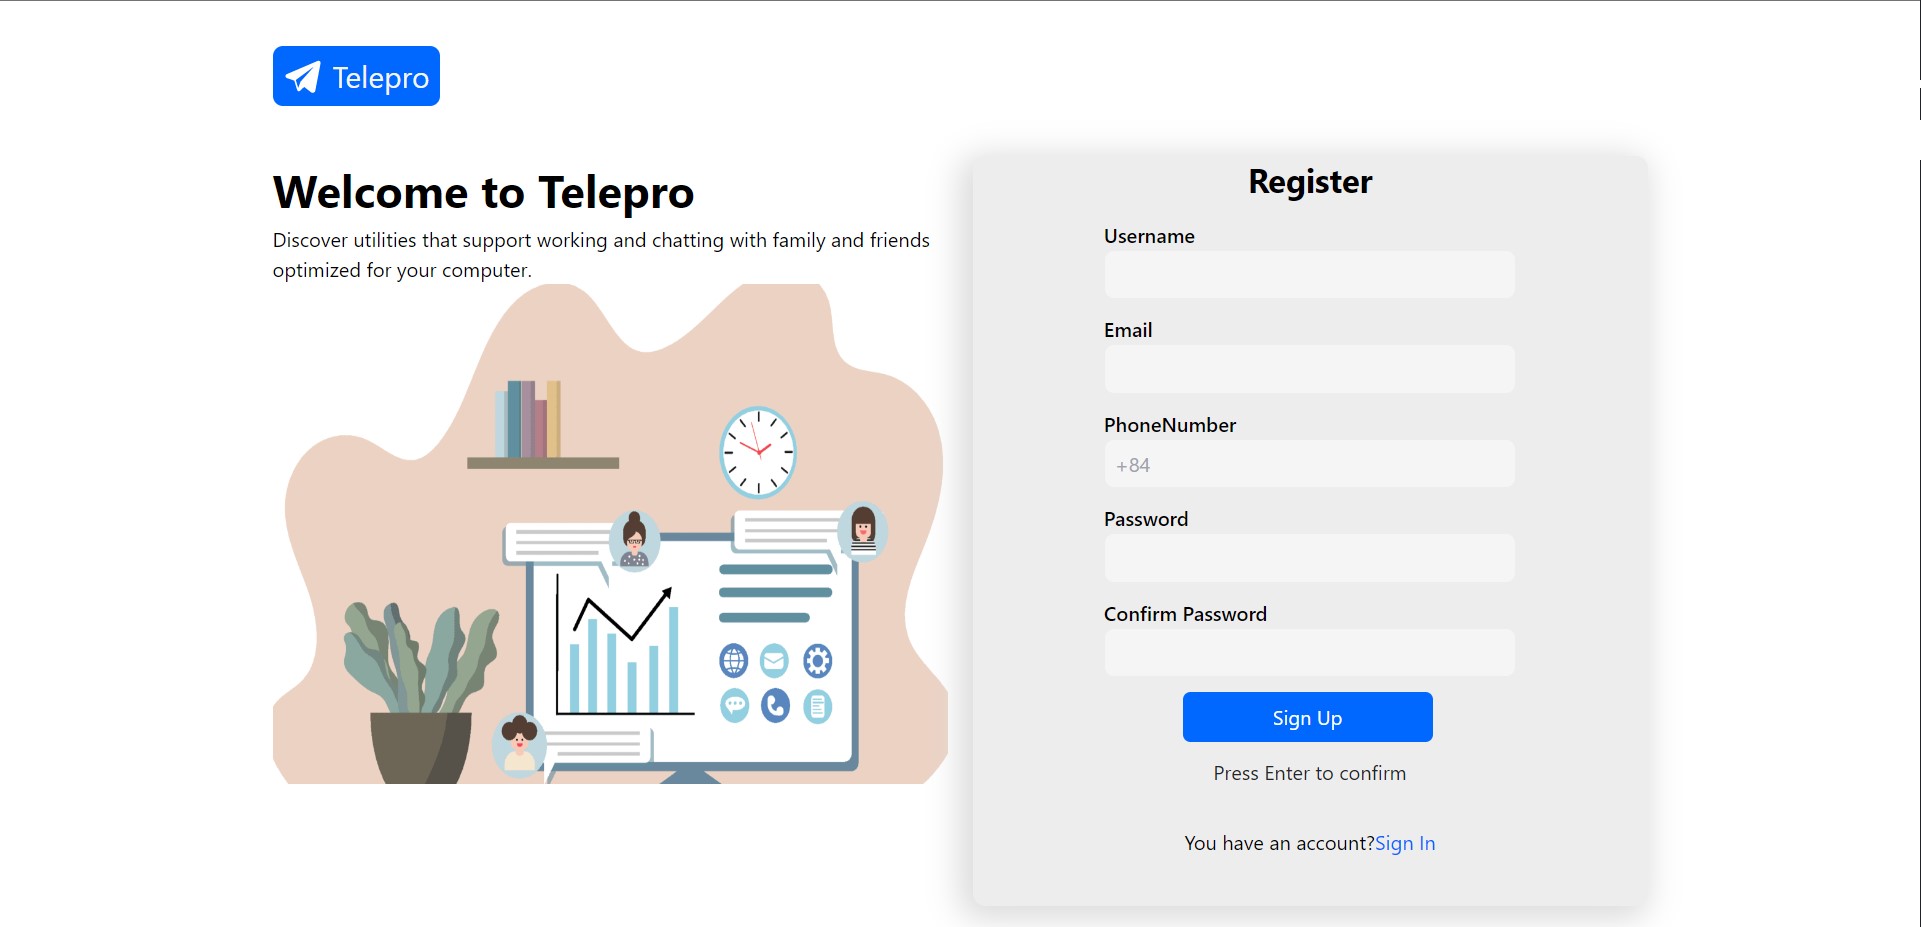 Telepro
Welcome to Telepro
Discover utilities that support working and chatting with family and friends
optimized for your computer.
Register
Username
Email
PhoneNumber
+84
Password
Confirm Password
Sign Up
Press Enter to confirm
You have an account?Sign In